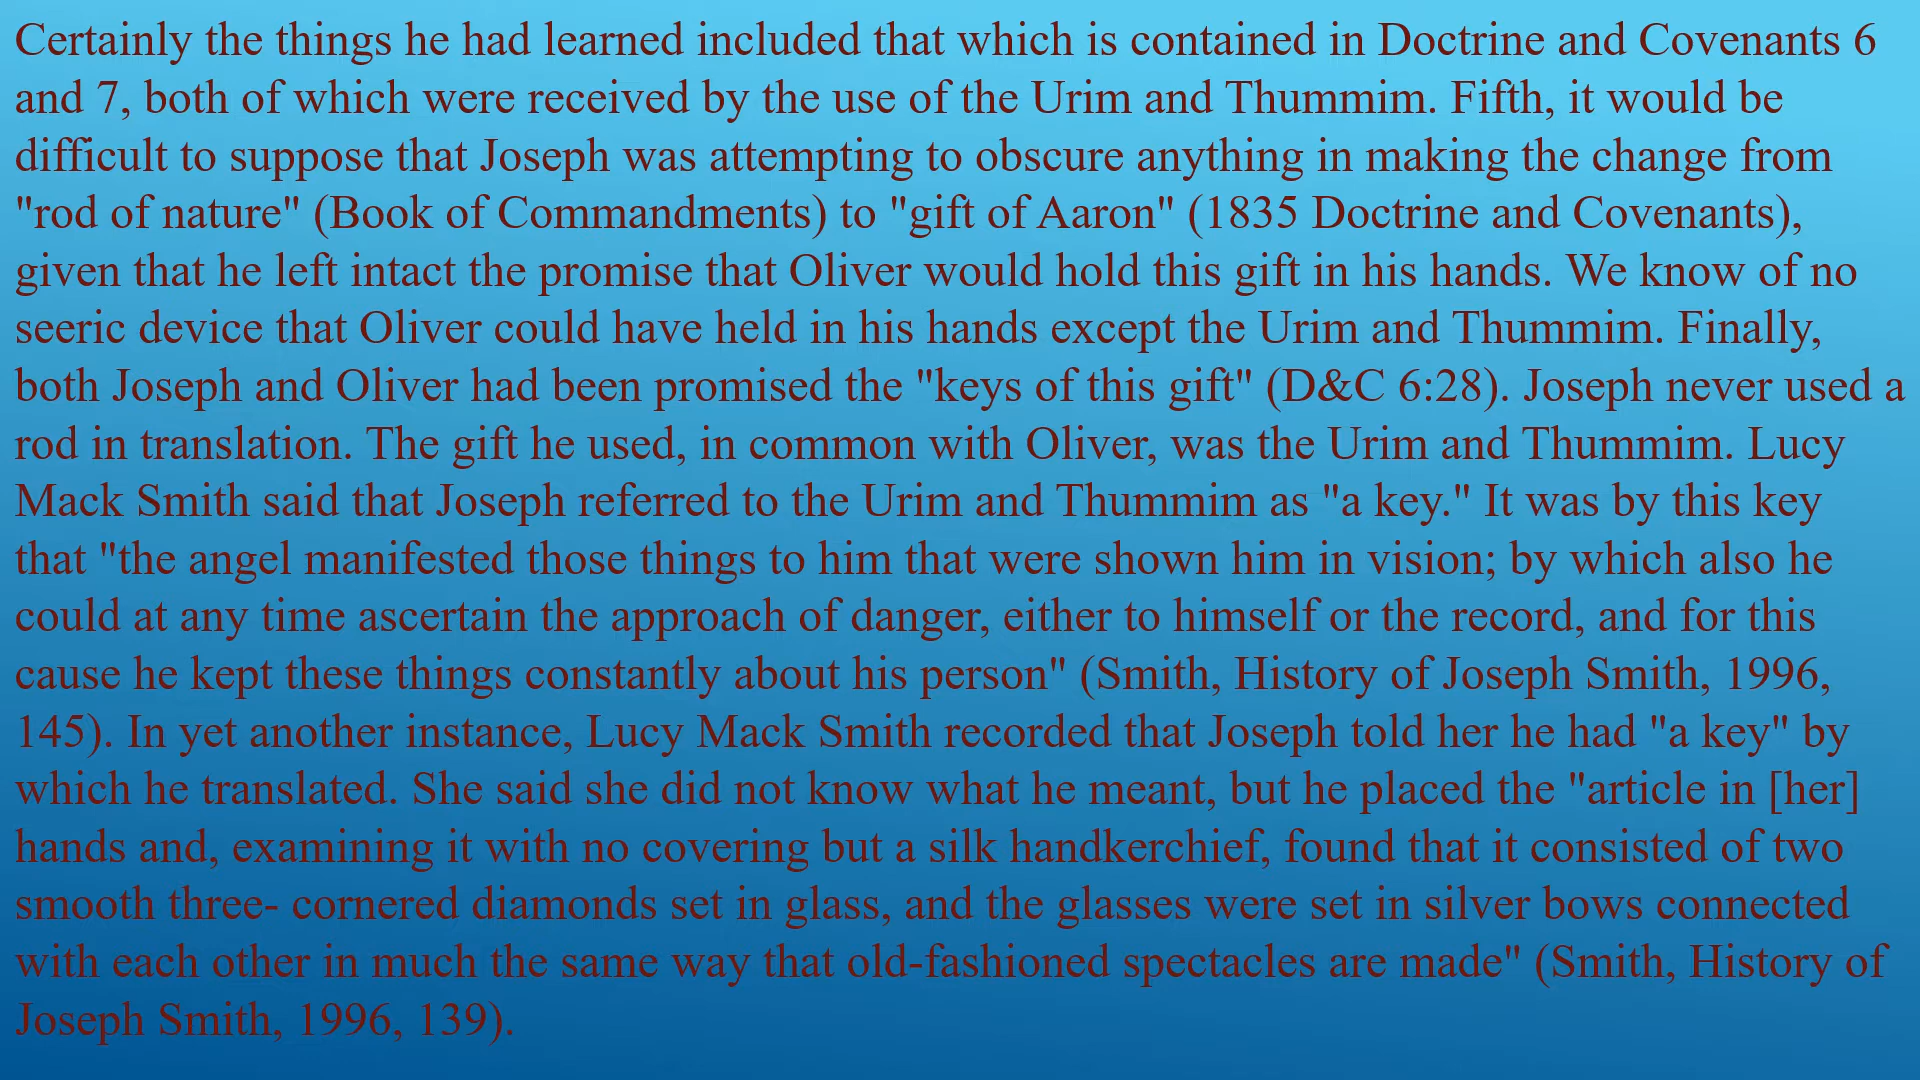 Certainly the things he had learned included that which is contained in Doctrine and Covenants 6
and 7, both of which were received by the use of the Urim and Thummim. Fifth, it would be
difficult to suppose that Joseph was attempting to obscure anything in making the change from
"rod of nature" (Book of Commandments) to "gift of Aaron" (1835 Doctrine and Covenants),
given that he left intact the promise that Oliver would hold this gift in his hands. We know of no
seeric device that Oliver could have held in his hands except the Urim and Thummim. Finally,
both Joseph and Oliver had been promised the "keys of this gift" (D&C 6:28). Joseph never used a
rod in translation. The gift he used, in common with Oliver, was the Urim and Thummim. Lucy
Mack Smith said that Joseph referred to the Urim and Thummim as "a key." It was by this key
that "the angel manifested those things to him that were shown him in vision; by which also he
could at any time ascertain the approach of danger, either to himself or the record, and for this
cause he kept these things constantly about his person" (Smith, History of Joseph Smith, 1996,
145). In yet another instance, Lucy Mack Smith recorded that Joseph told her he had "a key" by
which he translated. She said she did not know what he meant, but he placed the "article in [her]
hands and, examining it with no covering but a silk handkerchief, found that it consisted of two
smooth three- cornered diamonds set in glass, and the glasses were set in silver bows connected
with each other in much the same way that old-fashioned spectacles are made" (Smith, History of
Joseph Smith, 1996, 139).